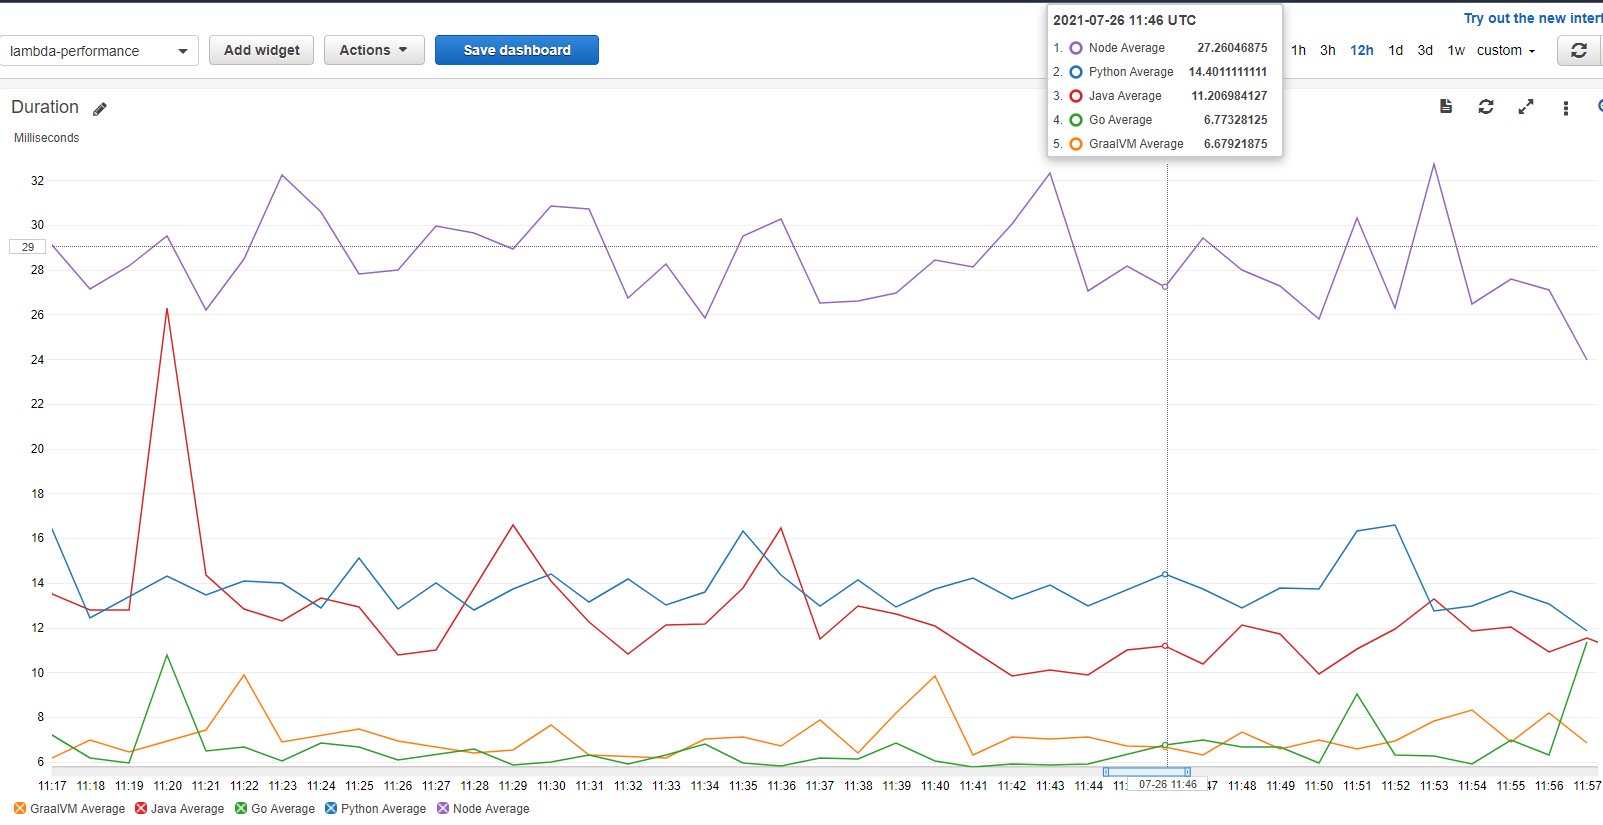 Try out the new interf
lambda-performance
Add widget
Actions
Save dashboard
1h 3h 12h 1d 3d 1w custom
2021-07-26 11:46 UTC
1. Node Average 27.26046875
2. Python Average 14.4011111111
3. Java Average 11.206984127
4. Go Average 6.77328125
5. GraalVM Average 6.67921875
Duration
Milliseconds
32
30
29
28
26
24
22
20
18
16
14
12
10
8
6
11:17 11:18 11:19 11:20 11:21 11:22 11:23 11:24 11:25 11:26 11:27 11:28 11:29 11:30 11:31 11:32 11:33 11:34 11:35 11:36 11:37 11:38 11:39 11:40 11:41 11:42 11:43 11:44 11: 07-26 11:46 47 11:48 11:49 11:50 11:51 11:52 11:53 11:54 11:55 11:56 11:57
GraalVM Average Java Average Go Average Python Average Node Average